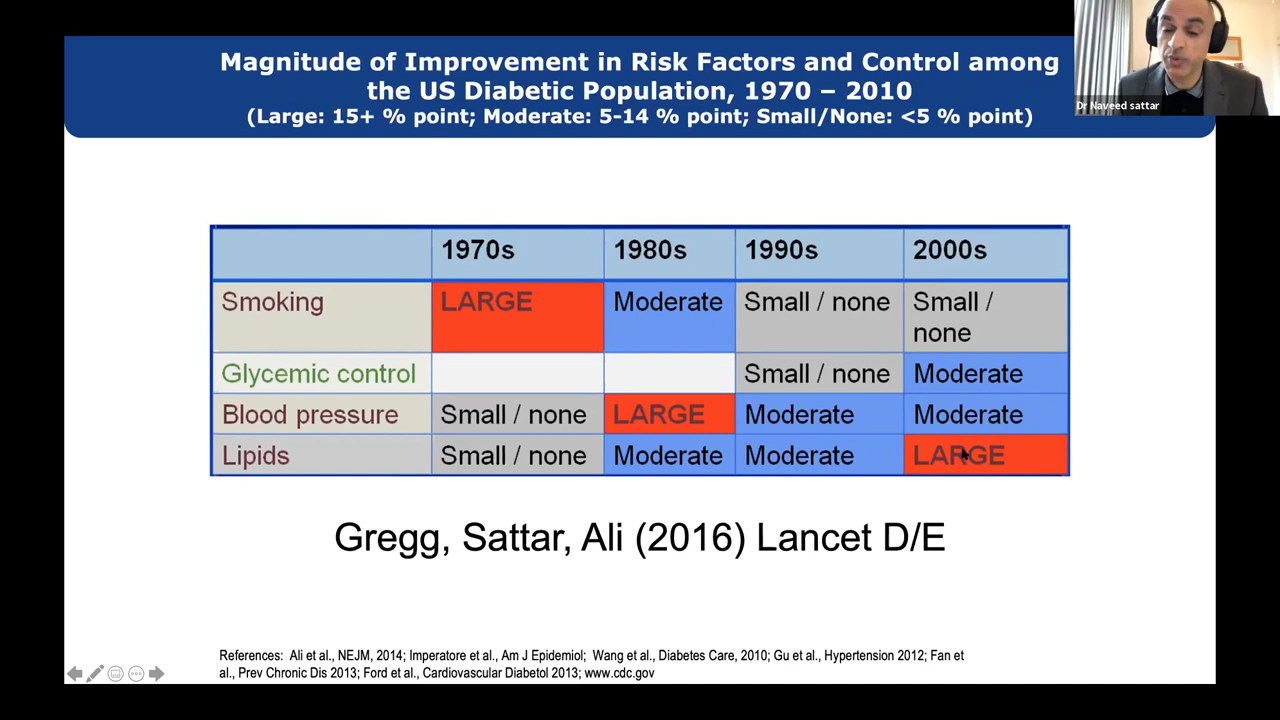 Magnitude of Improvement in Risk Factors and Control among
the US Diabetic Population, 1970 – 2010
(Large: 15+ % point; Moderate: 5-14 % point; Small/None: <5 % point)
Dr Naveed sattar
1970s 1980s 1990s 2000s
Smoking LARGE Moderate Small / none Small /
none
Glycemic control Small / none Moderate
Blood pressure Small / none LARGE Moderate Moderate
Lipids Small / none Moderate Moderate LARGE
Gregg, Sattar, Ali (2016) Lancet D/E
References: Ali et al., NEJM, 2014; Imperatore et al., Am J Epidemiol; Wang et al., Diabetes Care, 2010; Gu et al., Hypertension 2012; Fan et
al., Prev Chronic Dis 2013; Ford et al., Cardiovascular Diabetol 2013; www.cdc.gov